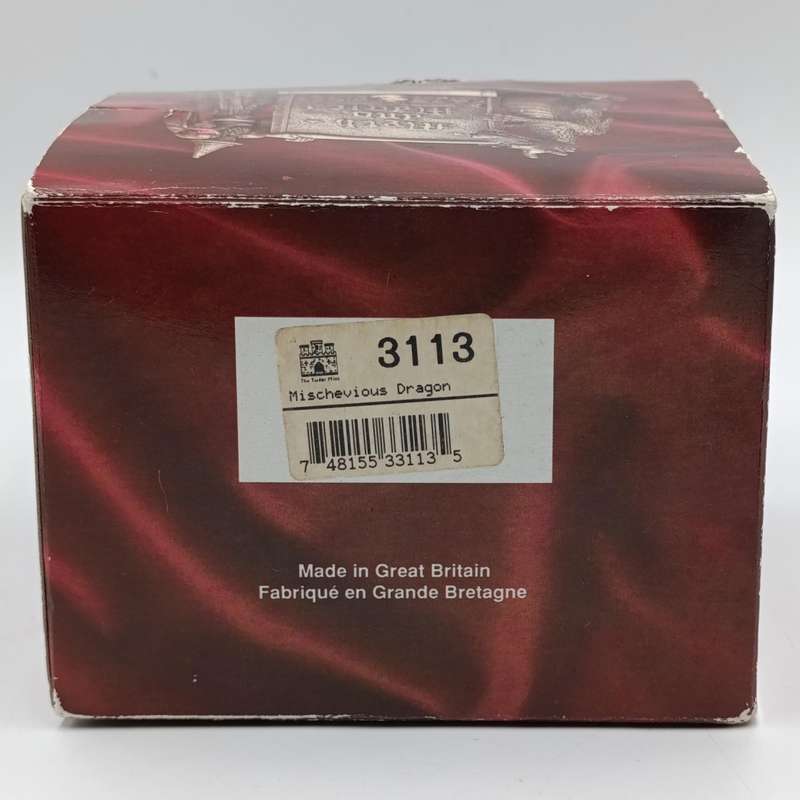 3113
The Tudor Mint
Mischevious Dragon
7 48155 33113 5
Made in Great Britain
Fabriqué en Grande Bretagne